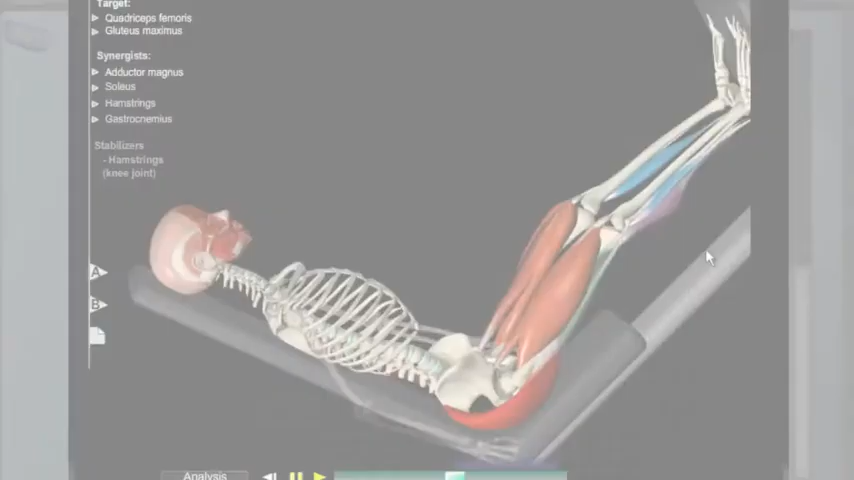 Target:
Quadriceps femoris
Gluteus maximus
Synergists:
Adductor magnus
Soleus
Hamstrings
Gastrocnemius
Stabilizers
- Hamstrings
(knee joint)
A
B
Analysis